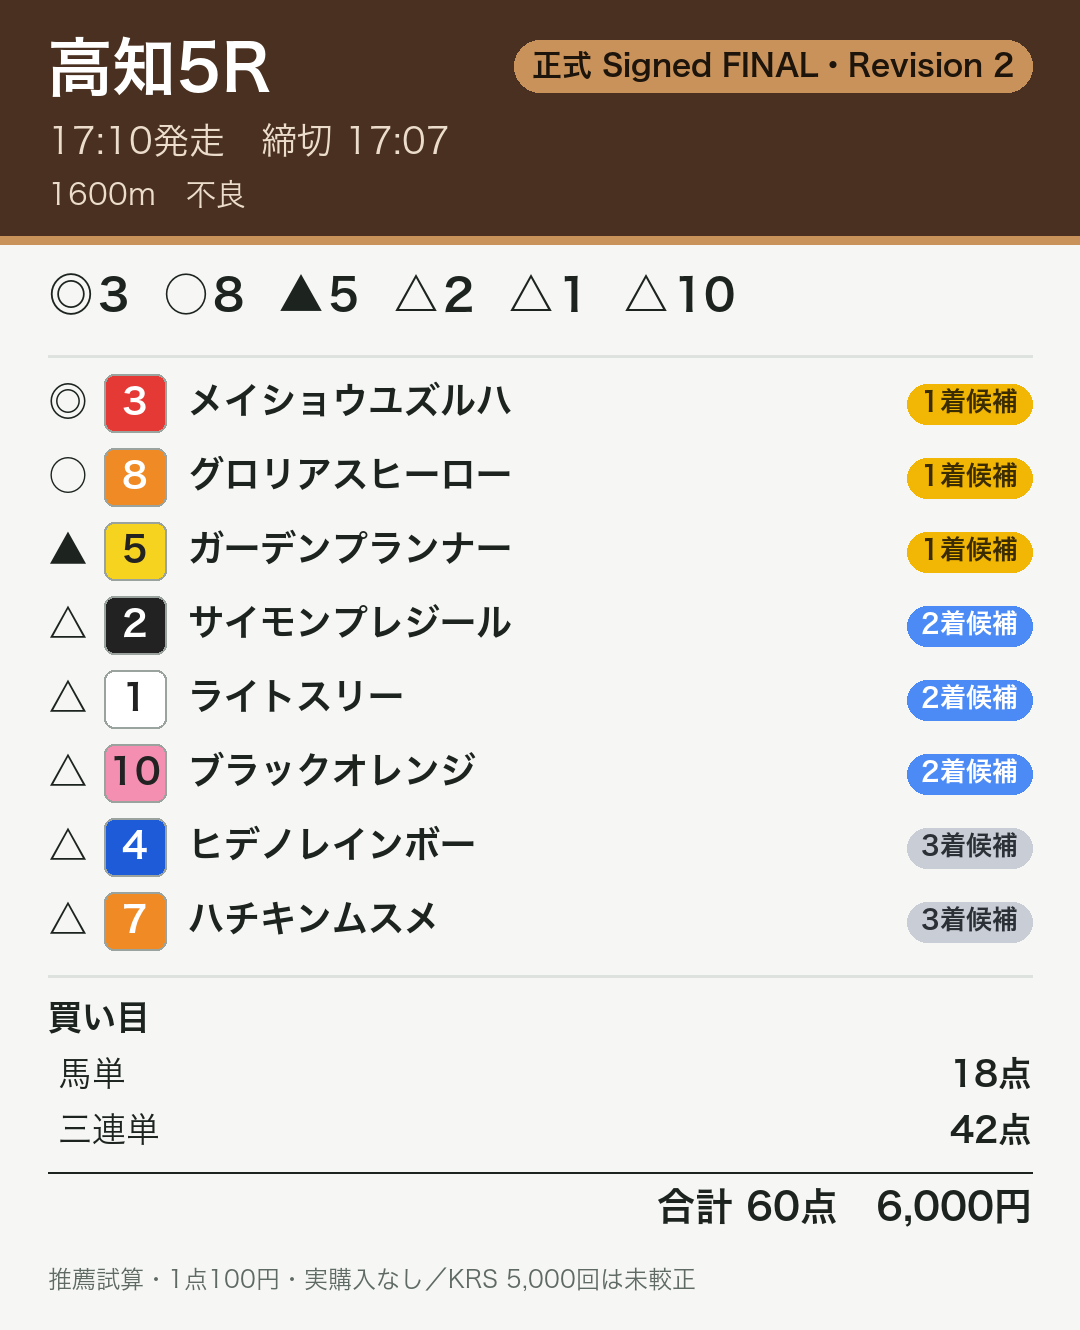 高知5R
正式 Signed FINAL・Revision 2
17:10発走　締切 17:07
1600m　不良
◎3 ○8 ▲5 △2 △1 △10
◎ 3 メイショウユズルハ 1着候補
○ 8 グロリアスヒーロー 1着候補
▲ 5 ガーデンプランナー 1着候補
△ 2 サイモンプレジール 2着候補
△ 1 ライトスリー 2着候補
△ 10 ブラックオレンジ 2着候補
△ 4 ヒデノレインボー 3着候補
△ 7 ハチキンムスメ 3着候補
買い目
馬単 18点
三連単 42点
合計 60点　6,000円
推薦試算・1点100円・実購入なし／KRS 5,000回は未較正